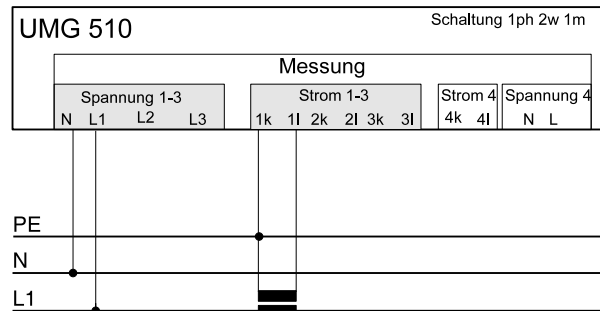 UMG 510
Schaltung 1ph 2w 1m
Messung
Spannung 1-3
Strom 1-3
Strom 4
Spannung 4
N L1 L2 L3
1k 1l 2k 2l 3k 3l
4k 4l
N L
PE
N
L1